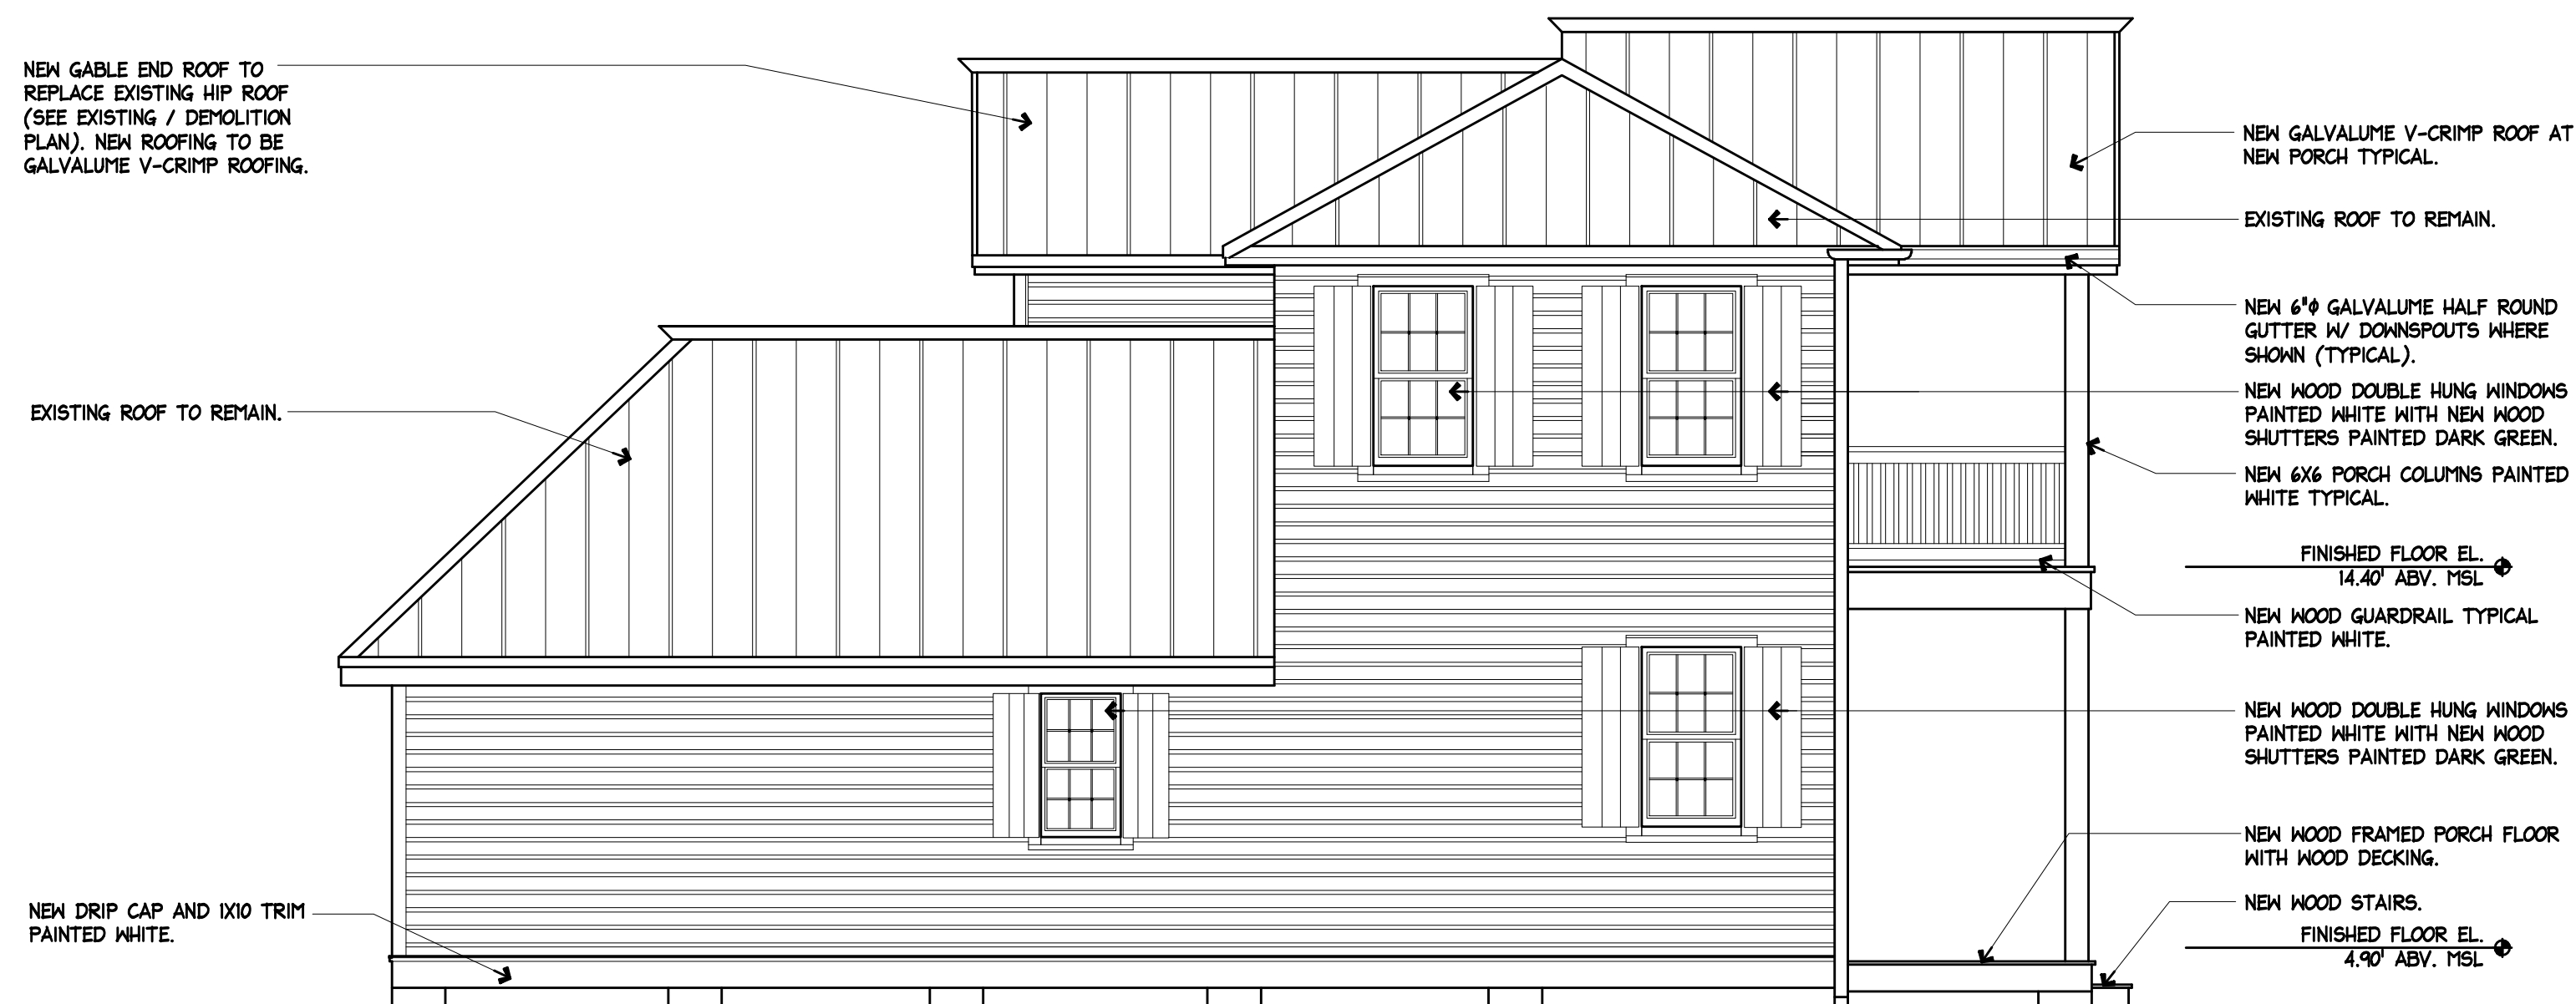 NEW GABLE END ROOF TO
REPLACE EXISTING HIP ROOF
(SEE EXISTING / DEMOLITION
PLAN). NEW ROOFING TO BE
GALVALUME V-CRIMP ROOFING.
EXISTING ROOF TO REMAIN.
NEW DRIP CAP AND 1X10 TRIM
PAINTED WHITE.
NEW GALVALUME V-CRIMP ROOF AT
NEW PORCH TYPICAL.
EXISTING ROOF TO REMAIN.
NEW 6"Φ GALVALUME HALF ROUND
GUTTER W/ DOWNSPOUTS WHERE
SHOWN (TYPICAL).
NEW WOOD DOUBLE HUNG WINDOWS
PAINTED WHITE WITH NEW WOOD
SHUTTERS PAINTED DARK GREEN.
NEW 6X6 PORCH COLUMNS PAINTED
WHITE TYPICAL.
FINISHED FLOOR EL.
14.40' ABV. MSL
NEW WOOD GUARDRAIL TYPICAL
PAINTED WHITE.
NEW WOOD DOUBLE HUNG WINDOWS
PAINTED WHITE WITH NEW WOOD
SHUTTERS PAINTED DARK GREEN.
NEW WOOD FRAMED PORCH FLOOR
WITH WOOD DECKING.
NEW WOOD STAIRS.
FINISHED FLOOR EL.
4.90' ABV. MSL